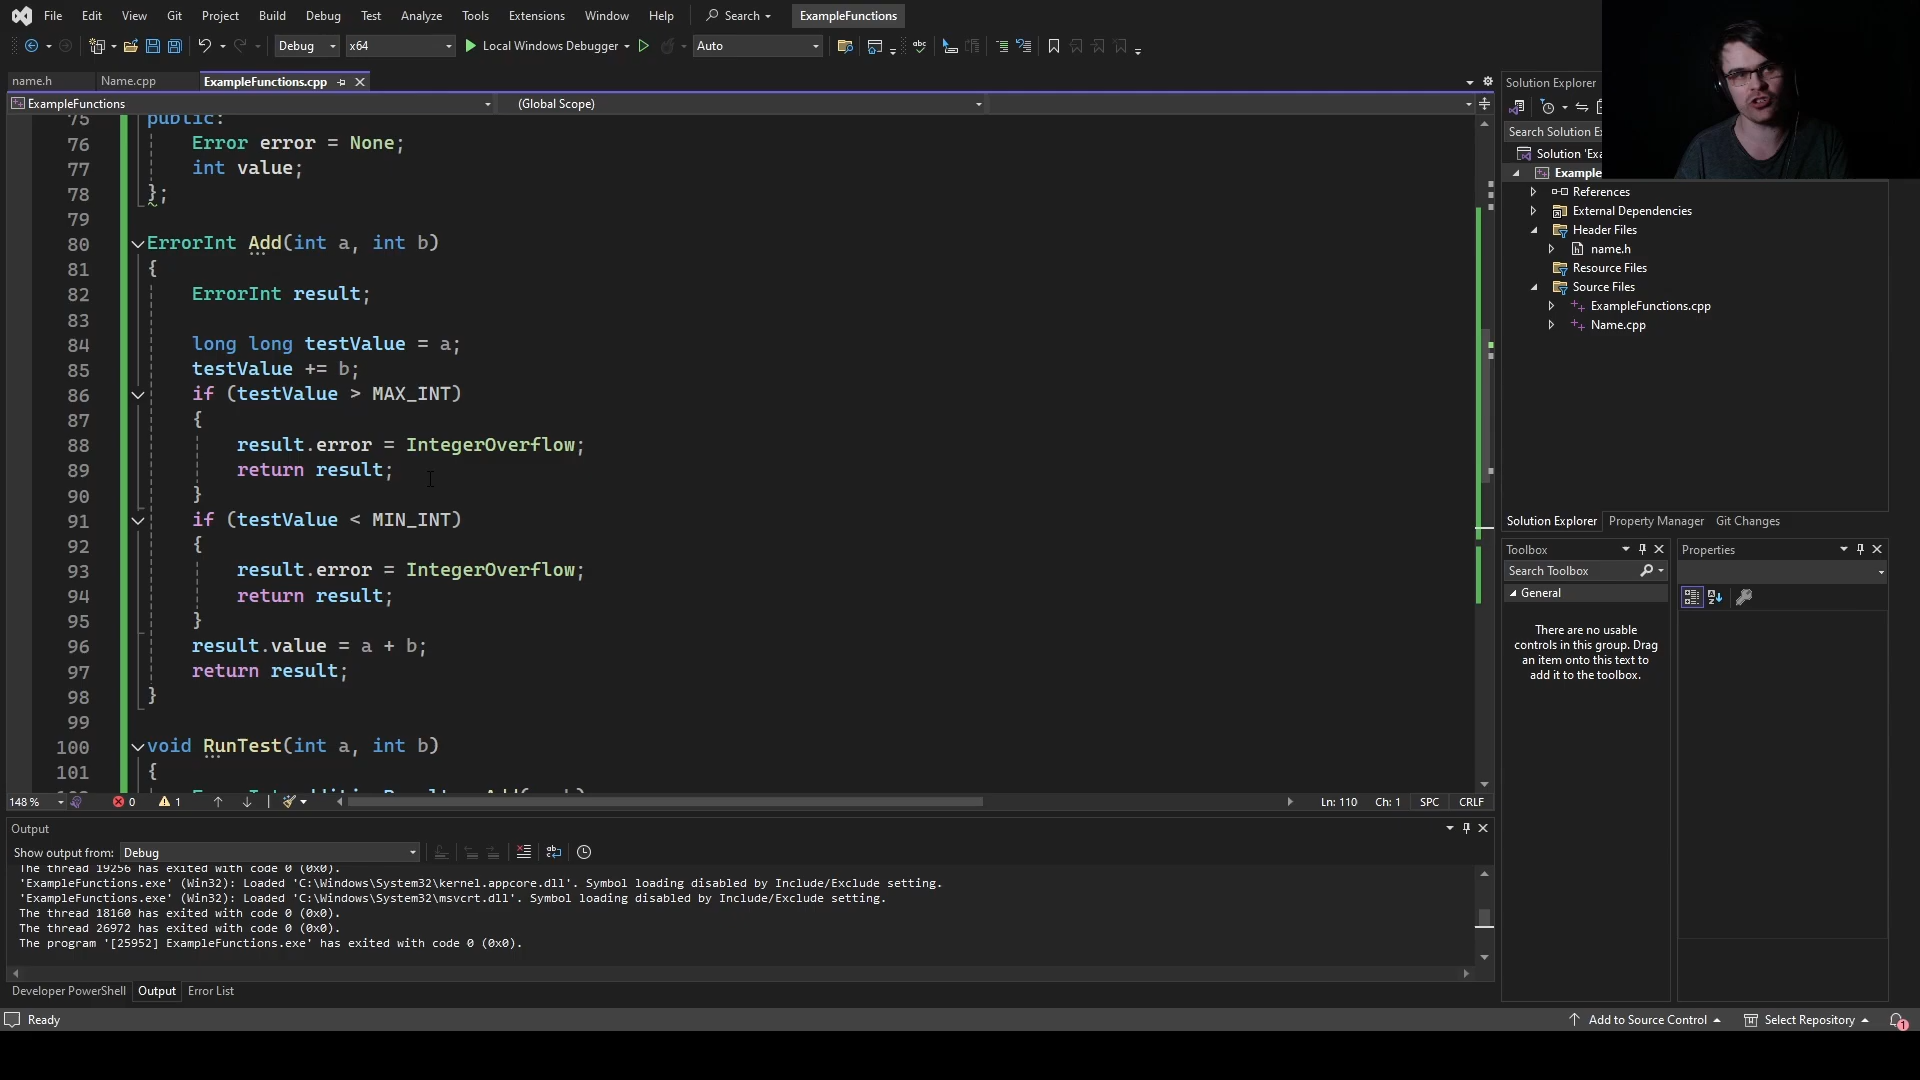 File Edit View Git Project Build Debug Test Analyze Tools Extensions Window Help Search ExampleFunctions
Debug x64 Local Windows Debugger Auto
name.h Name.cpp ExampleFunctions.cpp
ExampleFunctions (Global Scope)
75 public:
76 Error error = None;
77 int value;
78 };
79
80 ErrorInt Add(int a, int b)
81 {
82 ErrorInt result;
83
84 long long testValue = a;
85 testValue += b;
86 if (testValue > MAX_INT)
87 {
88 result.error = IntegerOverflow;
89 return result;
90 }
91 if (testValue < MIN_INT)
92 {
93 result.error = IntegerOverflow;
94 return result;
95 }
96 result.value = a + b;
97 return result;
98 }
99
100 void RunTest(int a, int b)
101 {
148 % 0 1 Ln: 110 Ch: 1 SPC CRLF
Output
Show output from: Debug
The thread 19256 has exited with code 0 (0x0).
'ExampleFunctions.exe' (Win32): Loaded 'C:\Windows\System32\kernel.appcore.dll'. Symbol loading disabled by Include/Exclude setting.
'ExampleFunctions.exe' (Win32): Loaded 'C:\Windows\System32\msvcrt.dll'. Symbol loading disabled by Include/Exclude setting.
The thread 18160 has exited with code 0 (0x0).
The thread 26972 has exited with code 0 (0x0).
The program '[25952] ExampleFunctions.exe' has exited with code 0 (0x0).
Developer PowerShell Output Error List
Ready
Solution Explorer
Search Solution
Solution
Example
References
External Dependencies
Header Files
name.h
Resource Files
Source Files
ExampleFunctions.cpp
Name.cpp
Solution Explorer Property Manager Git Changes
Toolbox
Search Toolbox
General
There are no usable
controls in this group. Drag
an item onto this text to
add it to the toolbox.
Properties
Add to Source Control Select Repository 1